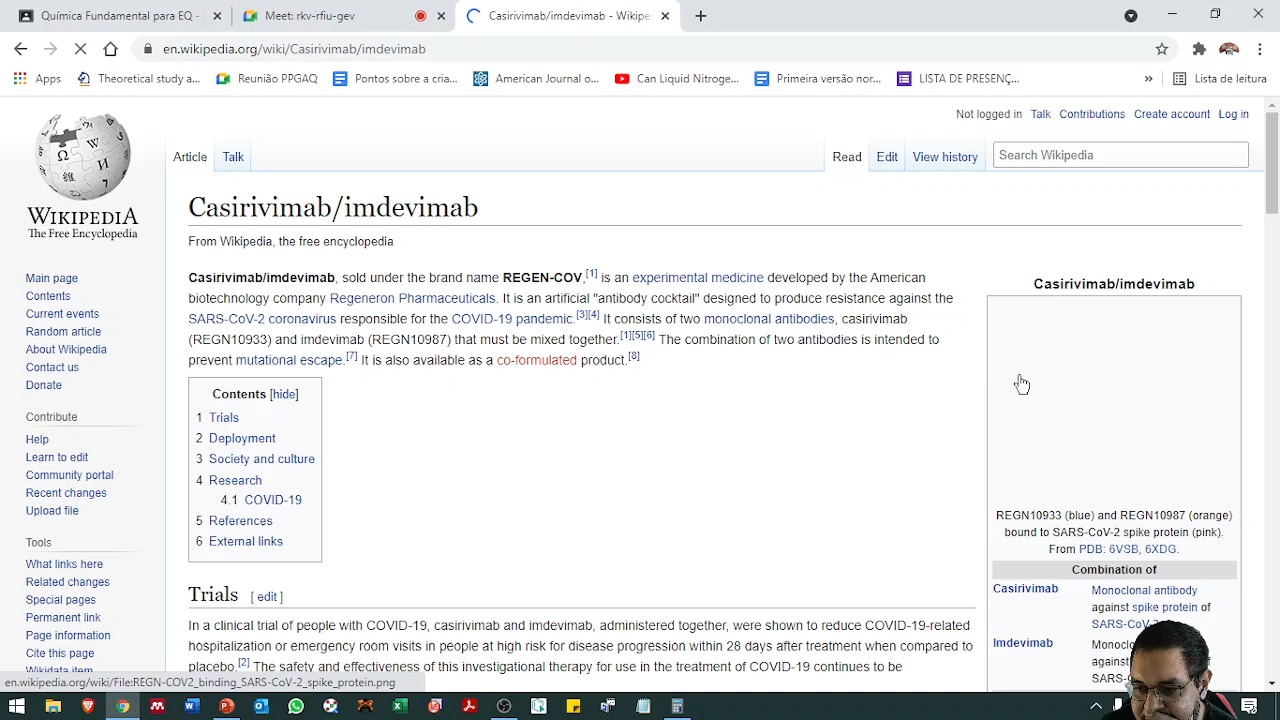 Química Fundamental para EQ -
Meet: rkv-rfiu-gev
Casirivimab/imdevimab - Wikipe
en.wikipedia.org/wiki/Casirivimab/imdevimab
Apps
Theoretical study a...
Reunião PPGAQ
Pontos sobre a cria...
American Journal o...
Can Liquid Nitroge...
Primeira versão nor...
LISTA DE PRESENÇ...
»
Lista de leitura
Not logged in Talk Contributions Create account Log in
Article Talk
Read Edit View history
Search Wikipedia
WIKIPEDIA
The Free Encyclopedia
Main page
Contents
Current events
Random article
About Wikipedia
Contact us
Donate
Contribute
Help
Learn to edit
Community portal
Recent changes
Upload file
Tools
What links here
Related changes
Special pages
Permanent link
Page information
Cite this page
Wikidata item
Casirivimab/imdevimab
From Wikipedia, the free encyclopedia
Casirivimab/imdevimab, sold under the brand name REGEN-COV,[1] is an experimental medicine developed by the American
biotechnology company Regeneron Pharmaceuticals. It is an artificial "antibody cocktail" designed to produce resistance against the
SARS-CoV-2 coronavirus responsible for the COVID-19 pandemic.[3][4] It consists of two monoclonal antibodies, casirivimab
(REGN10933) and imdevimab (REGN10987) that must be mixed together.[1][5][6] The combination of two antibodies is intended to
prevent mutational escape.[7] It is also available as a co-formulated product.[8]
Contents [hide]
1 Trials
2 Deployment
3 Society and culture
4 Research
4.1 COVID-19
5 References
6 External links
Trials [ edit ]
In a clinical trial of people with COVID-19, casirivimab and imdevimab, administered together, were shown to reduce COVID-19-related
hospitalization or emergency room visits in people at high risk for disease progression within 28 days after treatment when compared to
placebo.[2] The safety and effectiveness of this investigational therapy for use in the treatment of COVID-19 continues to be
Casirivimab/imdevimab
REGN10933 (blue) and REGN10987 (orange)
bound to SARS-CoV-2 spike protein (pink).
From PDB: 6VSB, 6XDG.
Combination of
Casirivimab
Monoclonal antibody
against spike protein of
SARS-CoV-2
Imdevimab
Monoc
against
SARS-C
en.wikipedia.org/wiki/File:REGN-COV2_binding_SARS-CoV-2_spike_protein.png